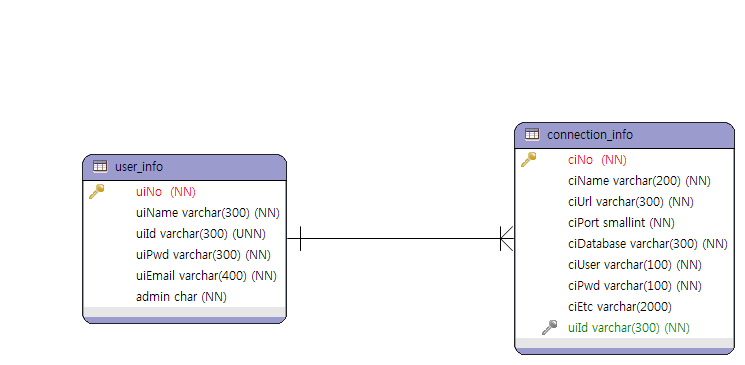 user_info
uiNo (NN)
uiName varchar(300) (NN)
uiId varchar(300) (UNN)
uiPwd varchar(300) (NN)
uiEmail varchar(400) (NN)
admin char (NN)
connection_info
ciNo (NN)
ciName varchar(200) (NN)
ciUrl varchar(300) (NN)
ciPort smallint (NN)
ciDatabase varchar(300) (NN)
ciUser varchar(100) (NN)
ciPwd varchar(100) (NN)
ciEtc varchar(2000)
uiId varchar(300) (NN)